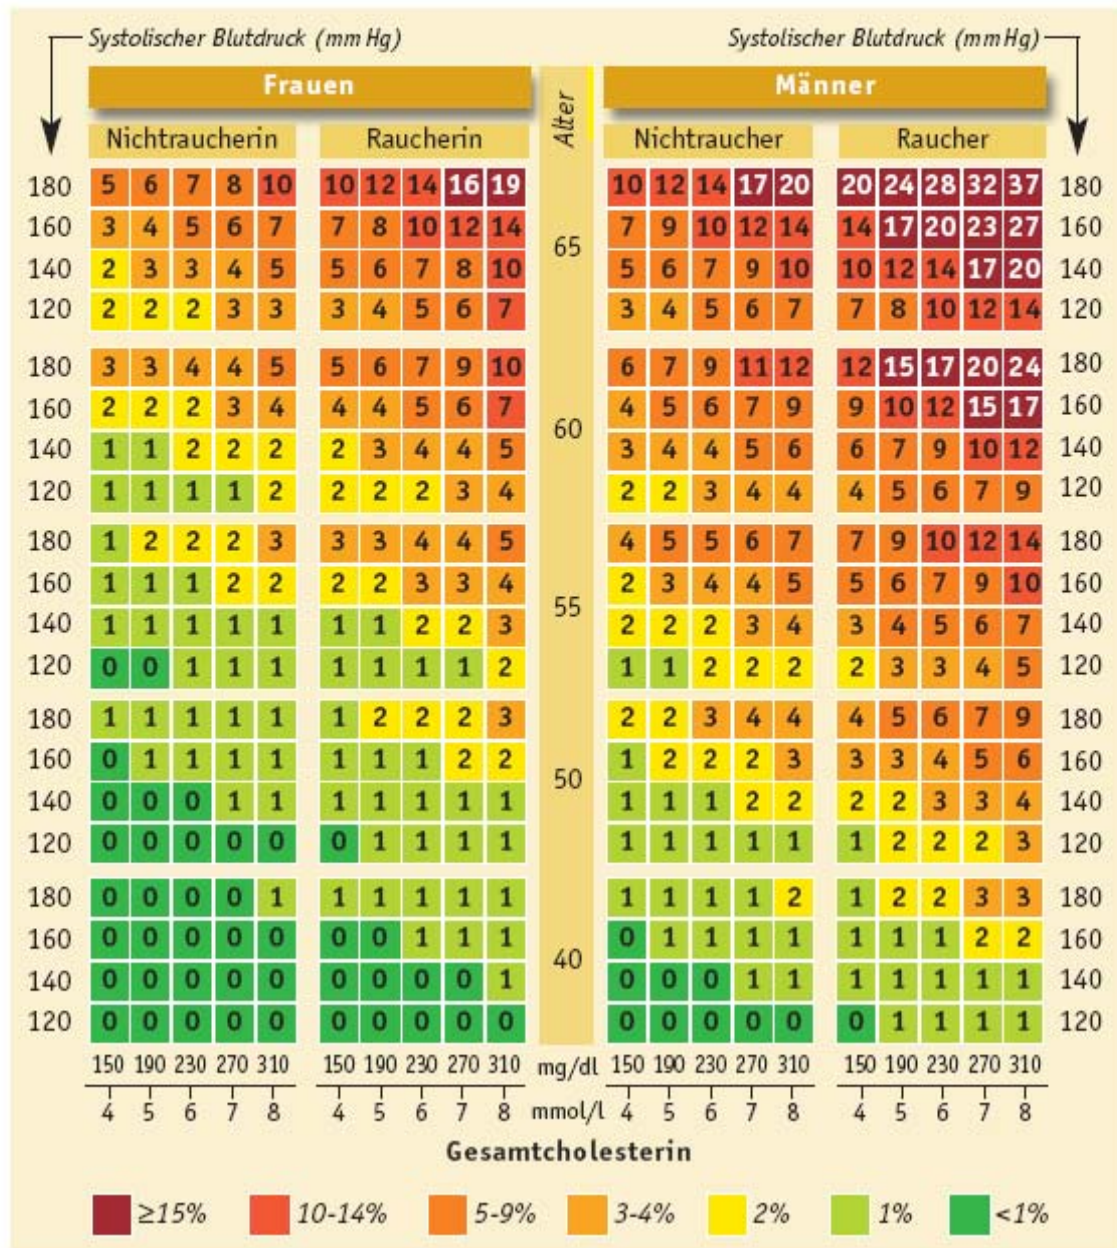 Systolischer Blutdruck (mm Hg) Systolischer Blutdruck (mm Hg)
Frauen Alter Männer
Nichtraucherin Raucherin Nichtraucher Raucher
180 5 6 7 8 10 10 12 14 16 19 10 12 14 17 20 20 24 28 32 37 180
160 3 4 5 6 7 7 8 10 12 14 7 9 10 12 14 14 17 20 23 27 160
65
140 2 3 3 4 5 5 6 7 8 10 5 6 7 9 10 10 12 14 17 20 140
120 2 2 2 3 3 3 4 5 6 7 3 4 5 6 7 7 8 10 12 14 120
180 3 3 4 4 5 5 6 7 9 10 6 7 9 11 12 12 15 17 20 24 180
160 2 2 2 3 4 4 4 5 6 7 4 5 6 7 9 9 10 12 15 17 160
60
140 1 1 2 2 2 2 3 4 4 5 3 4 4 5 6 6 7 9 10 12 140
120 1 1 1 1 2 2 2 2 3 4 2 2 3 4 4 4 5 6 7 9 120
180 1 2 2 2 3 3 3 4 4 5 4 5 5 6 7 7 9 10 12 14 180
160 1 1 1 2 2 2 2 3 3 4 2 3 4 4 5 5 6 7 9 10 160
55
140 1 1 1 1 1 1 1 2 2 3 2 2 2 3 4 3 4 5 6 7 140
120 0 0 1 1 1 1 1 1 1 2 1 1 2 2 2 2 3 3 4 5 120
180 1 1 1 1 1 1 2 2 2 3 2 2 3 4 4 4 5 6 7 9 180
160 0 1 1 1 1 1 1 1 2 2 1 2 2 2 3 3 3 4 5 6 160
50
140 0 0 0 1 1 1 1 1 1 1 1 1 1 2 2 2 2 3 3 4 140
120 0 0 0 0 0 0 1 1 1 1 1 1 1 1 1 1 2 2 2 3 120
180 0 0 0 0 1 1 1 1 1 1 1 1 1 1 2 1 2 2 3 3 180
160 0 0 0 0 0 0 0 1 1 1 0 1 1 1 1 1 1 1 2 2 160
40
140 0 0 0 0 0 0 0 0 0 1 0 0 0 1 1 1 1 1 1 1 140
120 0 0 0 0 0 0 0 0 0 0 0 0 0 0 0 0 1 1 1 1 120
150 190 230 270 310 150 190 230 270 310 mg/dl 150 190 230 270 310 150 190 230 270 310
4 5 6 7 8 4 5 6 7 8 mmol/l 4 5 6 7 8 4 5 6 7 8
Gesamtcholesterin
≥15% 10-14% 5-9% 3-4% 2% 1% <1%